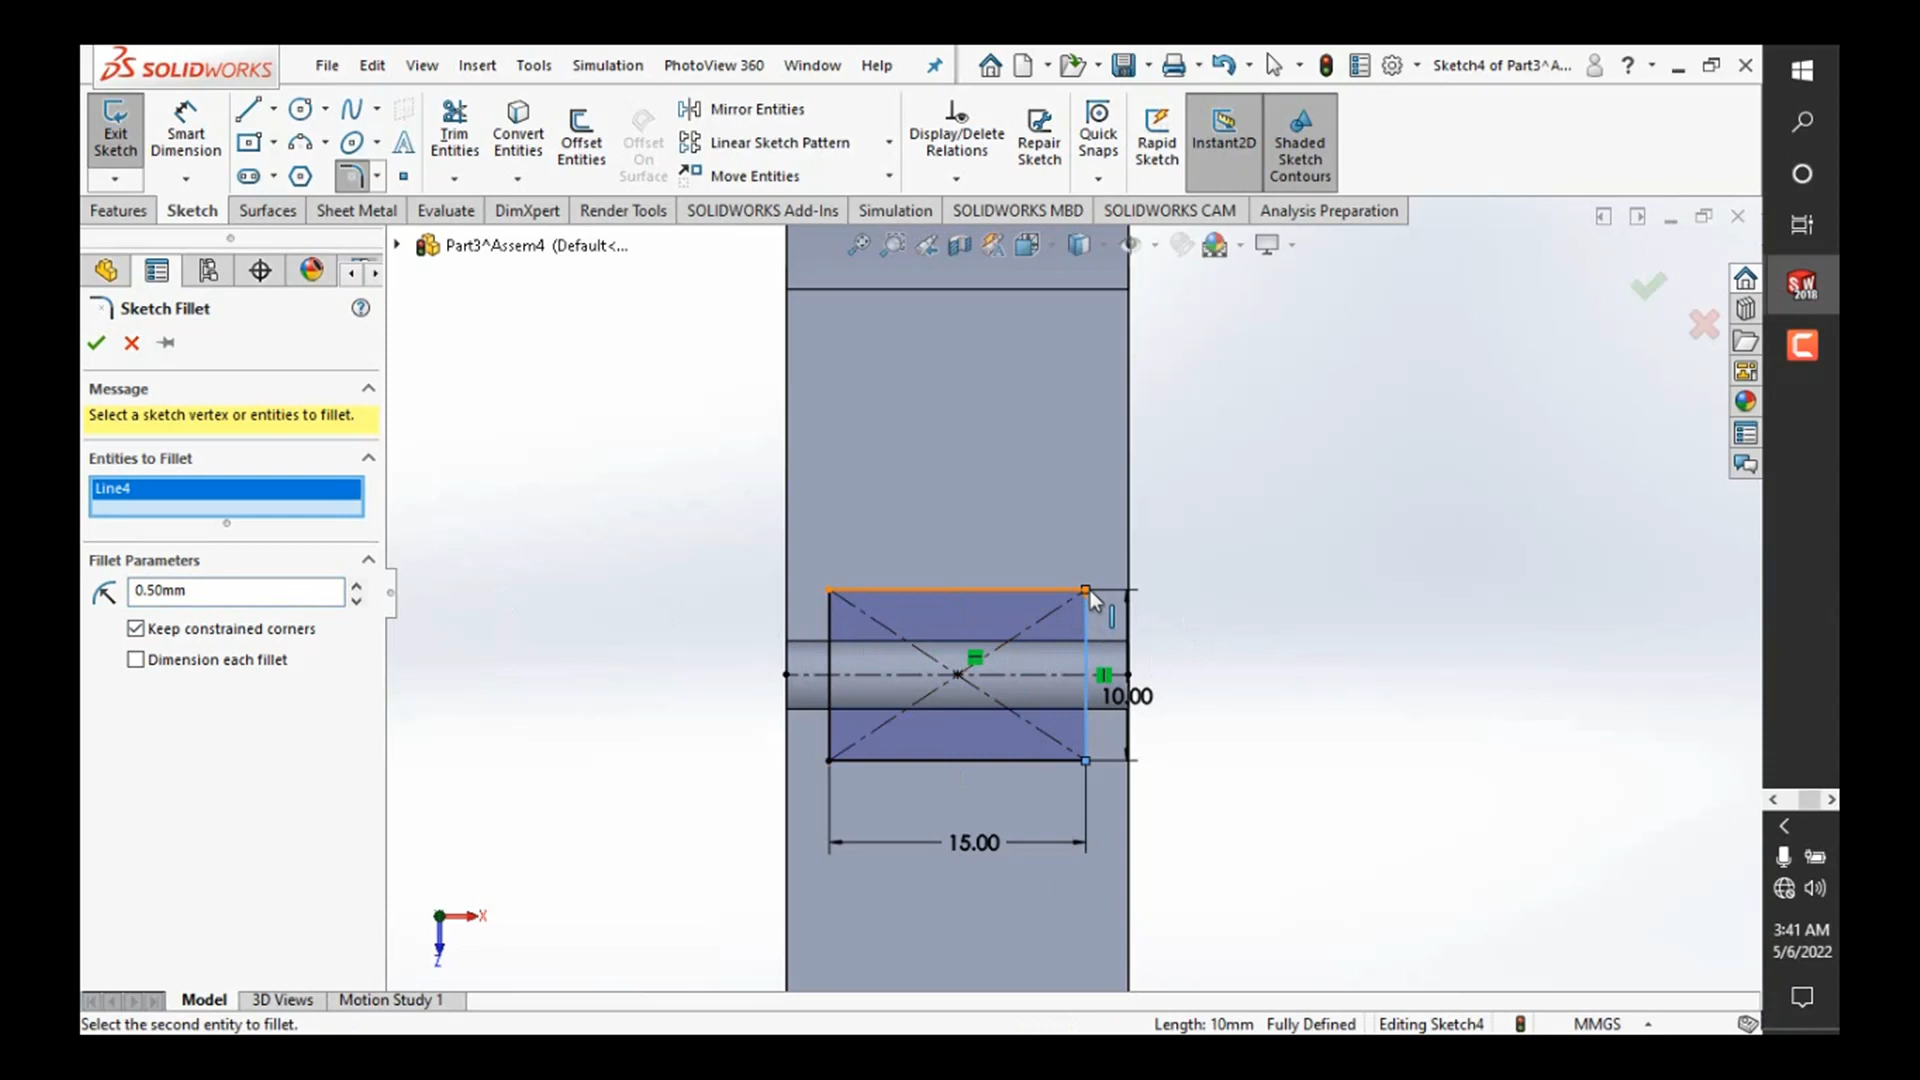 SOLIDWORKS
File Edit View Insert Tools Simulation PhotoView 360 Window Help
Sketch4 of Part3^A...
Exit Sketch
Smart Dimension
Trim Entities
Convert Entities
Offset Entities
Offset On Surface
Mirror Entities
Linear Sketch Pattern
Move Entities
Display/Delete Relations
Repair Sketch
Quick Snaps
Rapid Sketch
Instant2D
Shaded Sketch Contours
Features Sketch Surfaces Sheet Metal Evaluate DimXpert Render Tools SOLIDWORKS Add-Ins Simulation SOLIDWORKS MBD SOLIDWORKS CAM Analysis Preparation
Part3^Assem4 (Default<...
Sketch Fillet
Message
Select a sketch vertex or entities to fillet.
Entities to Fillet
Line4
Fillet Parameters
0.50mm
Keep constrained corners
Dimension each fillet
10.00
15.00
X
Z
SW
2018
3:41 AM
5/6/2022
Model 3D Views Motion Study 1
Select the second entity to fillet.
Length: 10mm Fully Defined Editing Sketch4 MMGS